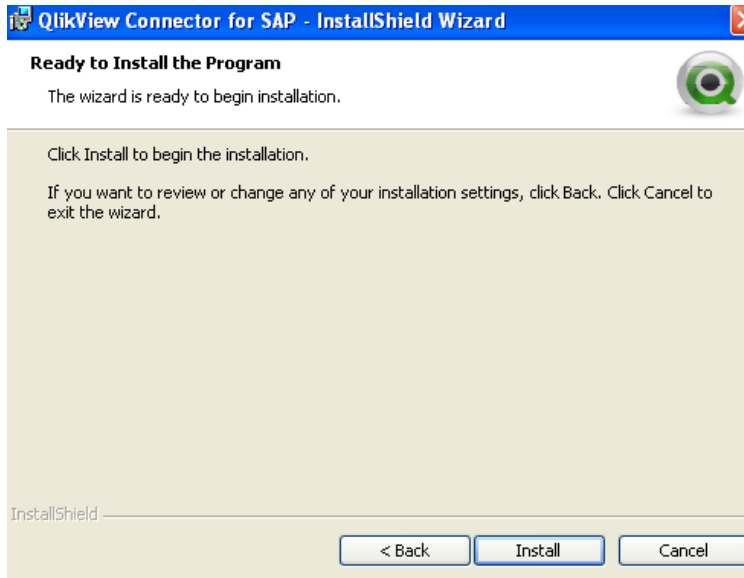 QlikView Connector for SAP - InstallShield Wizard
Ready to Install the Program
The wizard is ready to begin installation.
Click Install to begin the installation.
If you want to review or change any of your installation settings, click Back. Click Cancel to
exit the wizard.
InstallShield
< Back Install Cancel